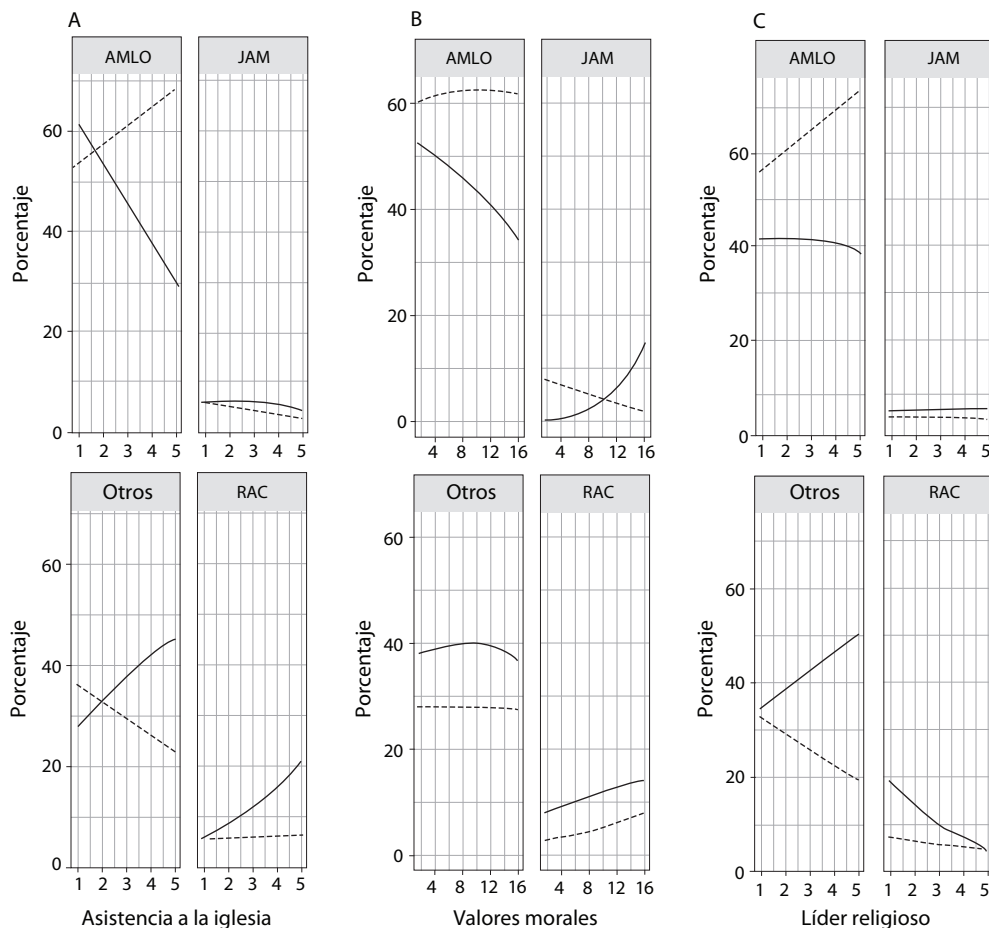 A
AMLO
JAM
Porcentaje
60
40
20
0
1 2 3 4 5
1 2 3 4 5
Otros
RAC
Porcentaje
60
40
20
0
1 2 3 4 5
1 2 3 4 5
Asistencia a la iglesia
B
AMLO
JAM
Porcentaje
60
40
20
0
4 8 12 16
4 8 12 16
Otros
RAC
Porcentaje
60
40
20
0
4 8 12 16
4 8 12 16
Valores morales
C
AMLO
JAM
Porcentaje
60
40
20
0
1 2 3 4 5
1 2 3 4 5
Otros
RAC
Porcentaje
60
40
20
0
1 2 3 4 5
1 2 3 4 5
Líder religioso